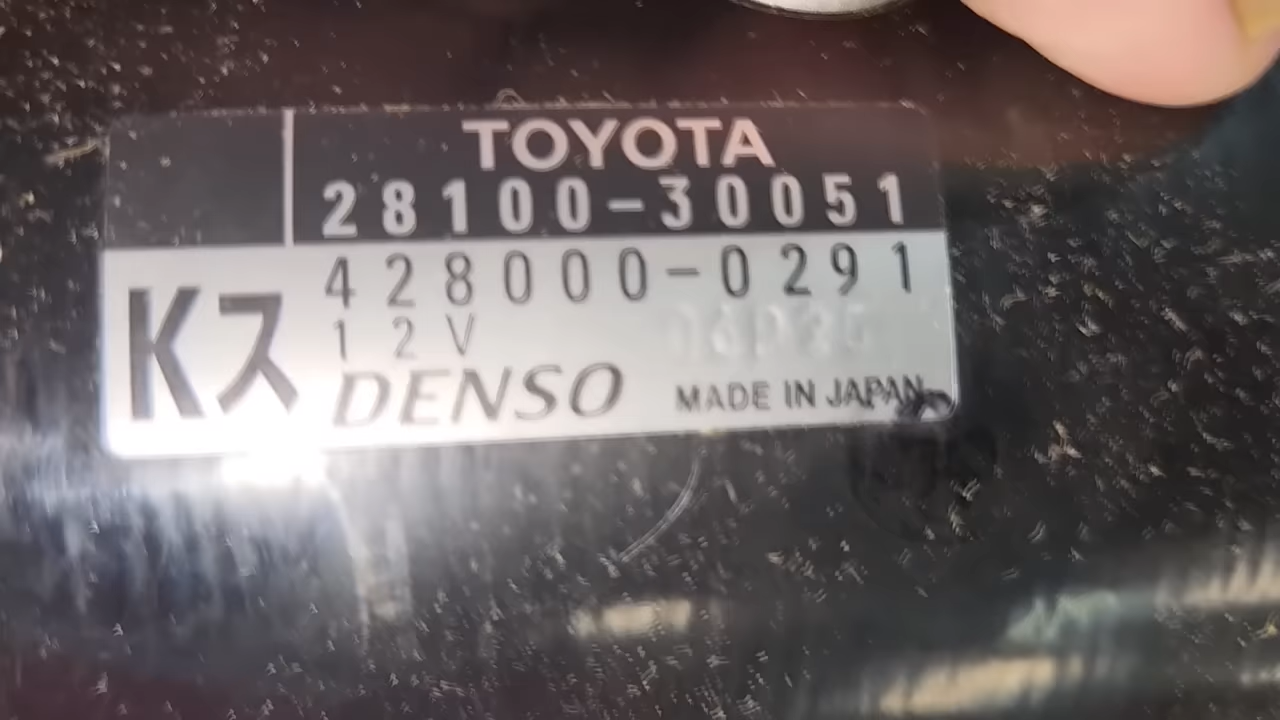 TOYOTA
28100-30051
428000-0291
12V
Kス
DENSO
MADE IN JAPAN